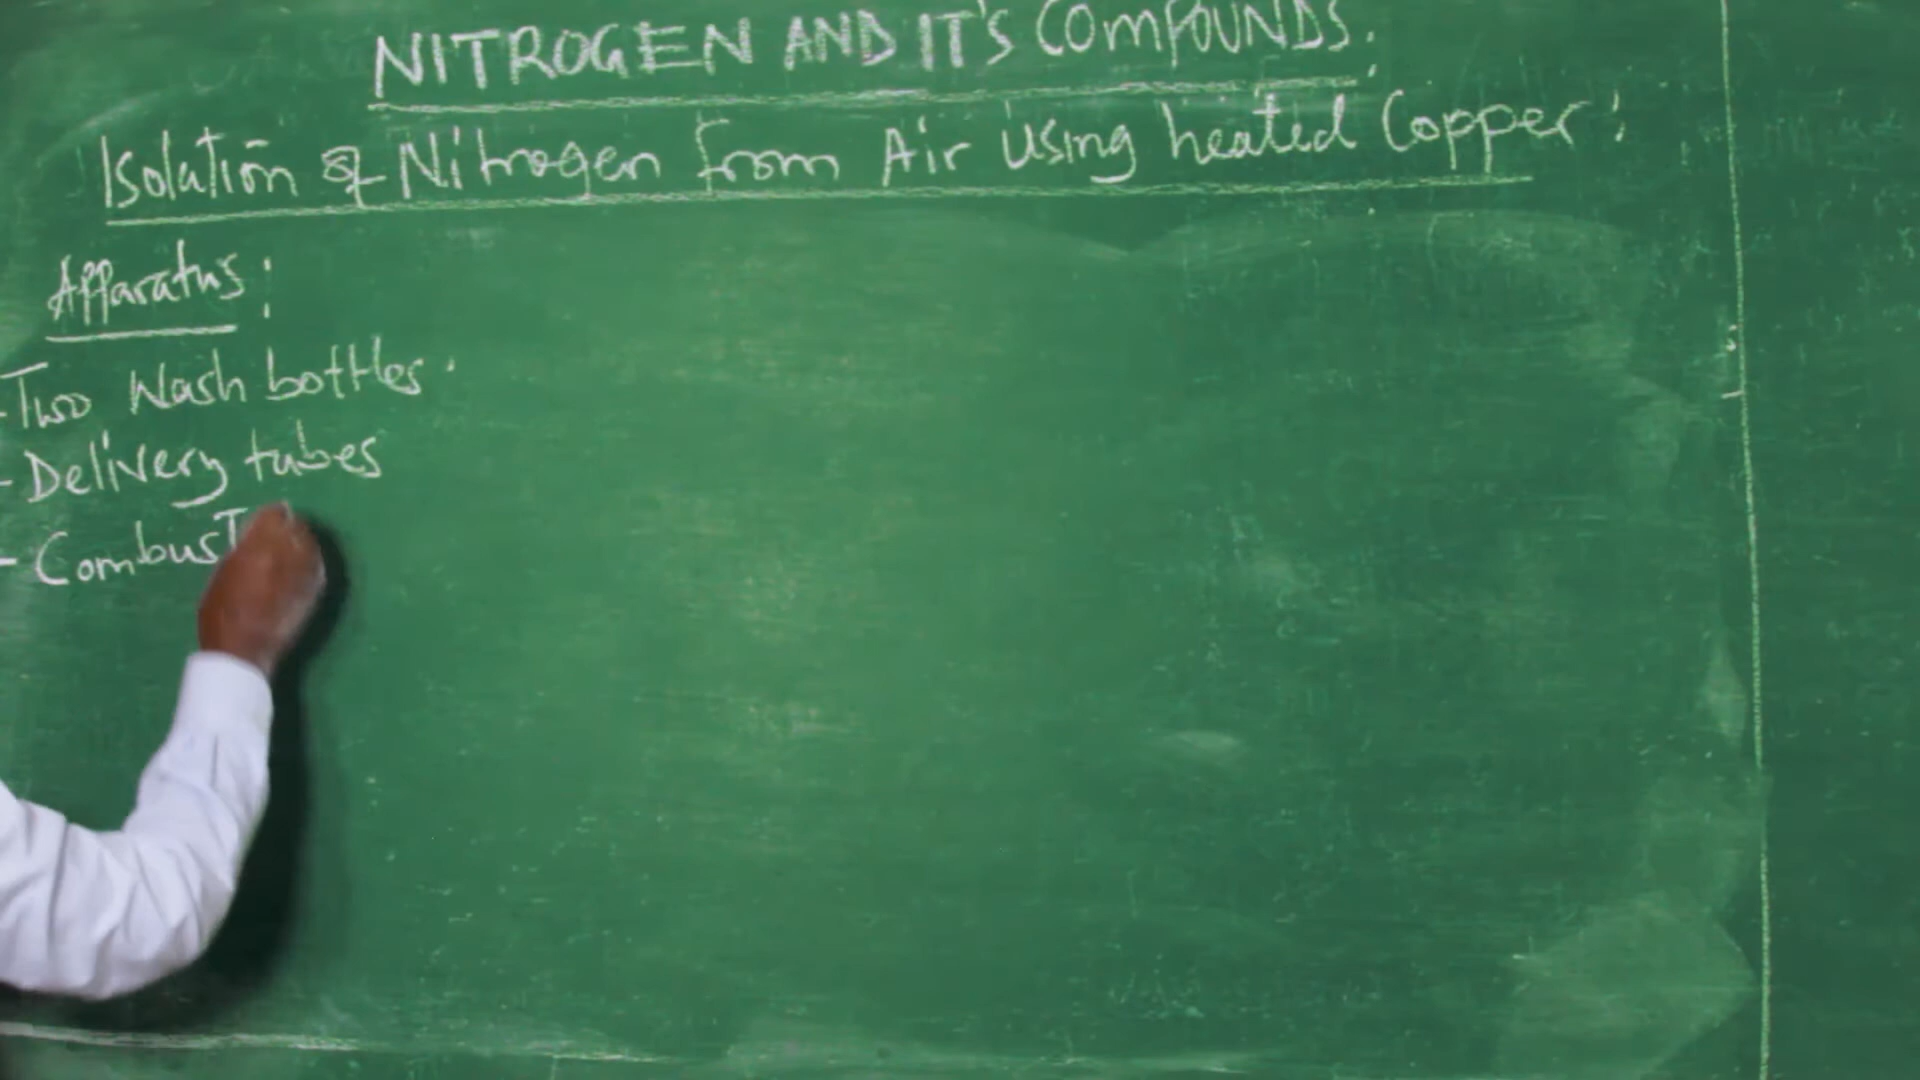 NITROGEN AND IT'S COMPOUNDS.
Isolation of Nitrogen from Air using heated Copper:
Apparatus:
-Two Wash bottles.
-Delivery tubes
-Combust